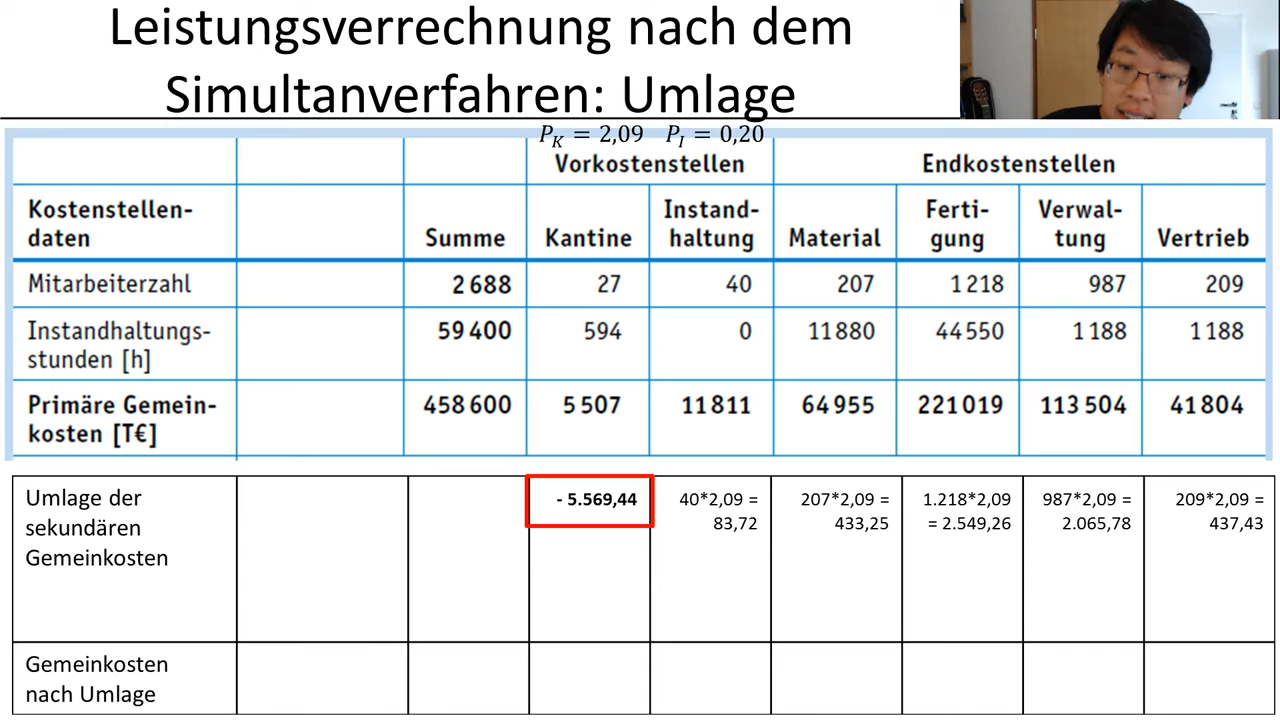 Leistungsverrechnung nach dem
Simultanverfahren: Umlage
P_K = 2,09 P_I = 0,20
Vorkostenstellen Endkostenstellen
Kostenstellen-
daten Summe Kantine Instand-
haltung Material Ferti-
gung Verwal-
tung Vertrieb
Mitarbeiterzahl 2 688 27 40 207 1 218 987 209
Instandhaltungs-
stunden [h] 59 400 594 0 11 880 44 550 1 188 1 188
Primäre Gemein-
kosten [T€] 458 600 5 507 11 811 64 955 221 019 113 504 41 804
Umlage der
sekundären
Gemeinkosten
- 5.569,44
40*2,09 =
83,72
207*2,09 =
433,25
1.218*2,09
= 2.549,26
987*2,09 =
2.065,78
209*2,09 =
437,43
Gemeinkosten
nach Umlage